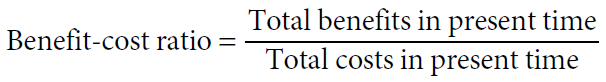 Benefit-cost ratio = Total benefits in present time
Total costs in present time